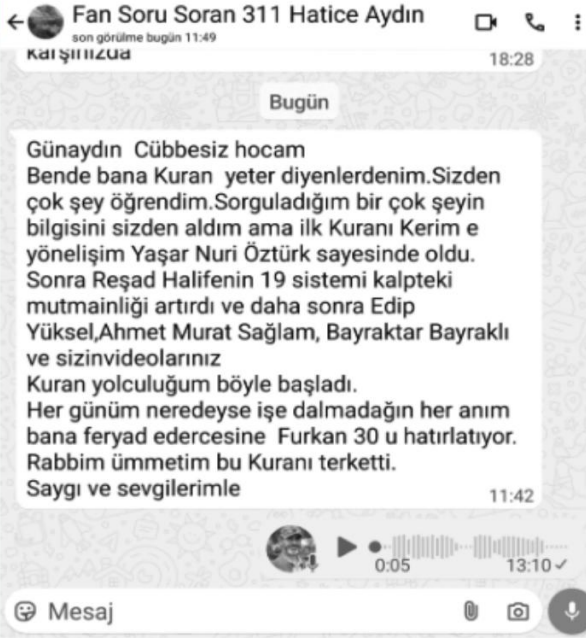 Fan Soru Soran 311 Hatice Aydın
son görülme bugün 11:49
karşınızda
18:28
Bugün
Günaydın Cübbesiz hocam
Bende bana Kuran yeter diyenlerdenim.Sizden
çok şey öğrendim.Sorguladığım bir çok şeyin
bilgisini sizden aldım ama ilk Kuranı Kerim e
yönelişim Yaşar Nuri Öztürk sayesinde oldu.
Sonra Reşad Halifenin 19 sistemi kalpteki
mutmainliği artırdı ve daha sonra Edip
Yüksel,Ahmet Murat Sağlam, Bayraktar Bayraklı
ve sizinvideolarınız
Kuran yolculuğum böyle başladı.
Her günüm neredeyse işe dalmadağın her anım
bana feryad edercesine Furkan 30 u hatırlatıyor.
Rabbim ümmetim bu Kuranı terketti.
Saygı ve sevgilerimle
11:42
0:05
13:10
Mesaj